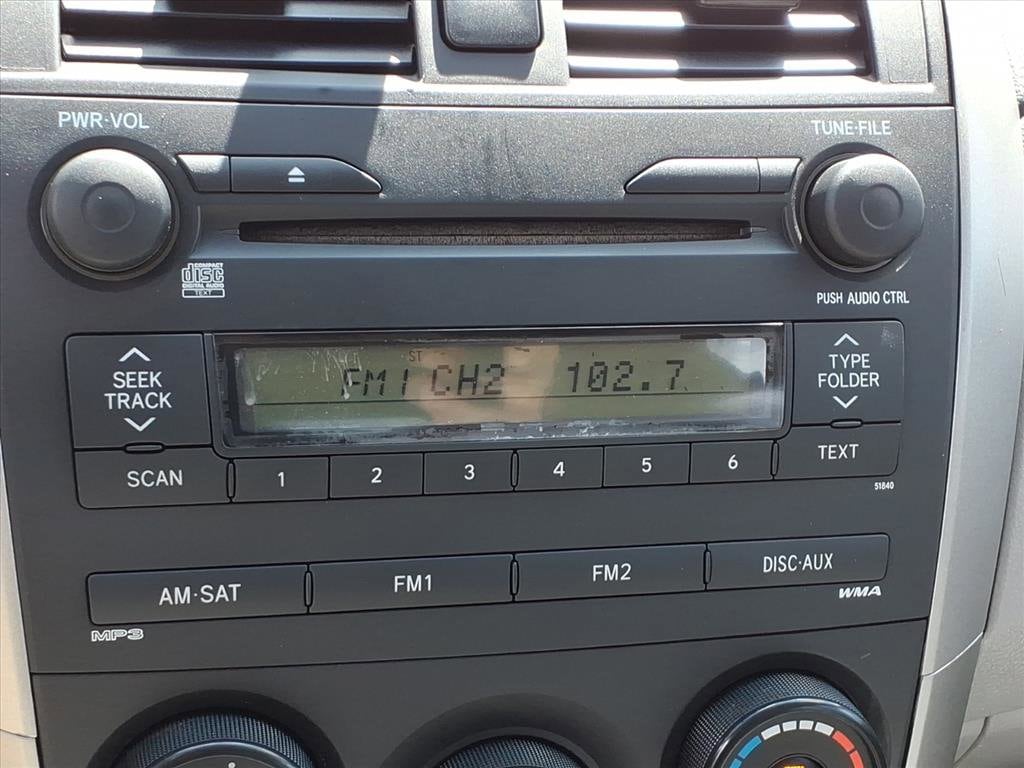 PWR·VOL
TUNE·FILE
COMPACT
disc
DIGITAL AUDIO
TEXT
PUSH AUDIO CTRL
SEEK
TRACK
ST
FM1 CH2 102.7
TYPE
FOLDER
SCAN
1 2 3 4 5 6
TEXT
51840
AM·SAT
FM1
FM2
DISC·AUX
MP3
WMA